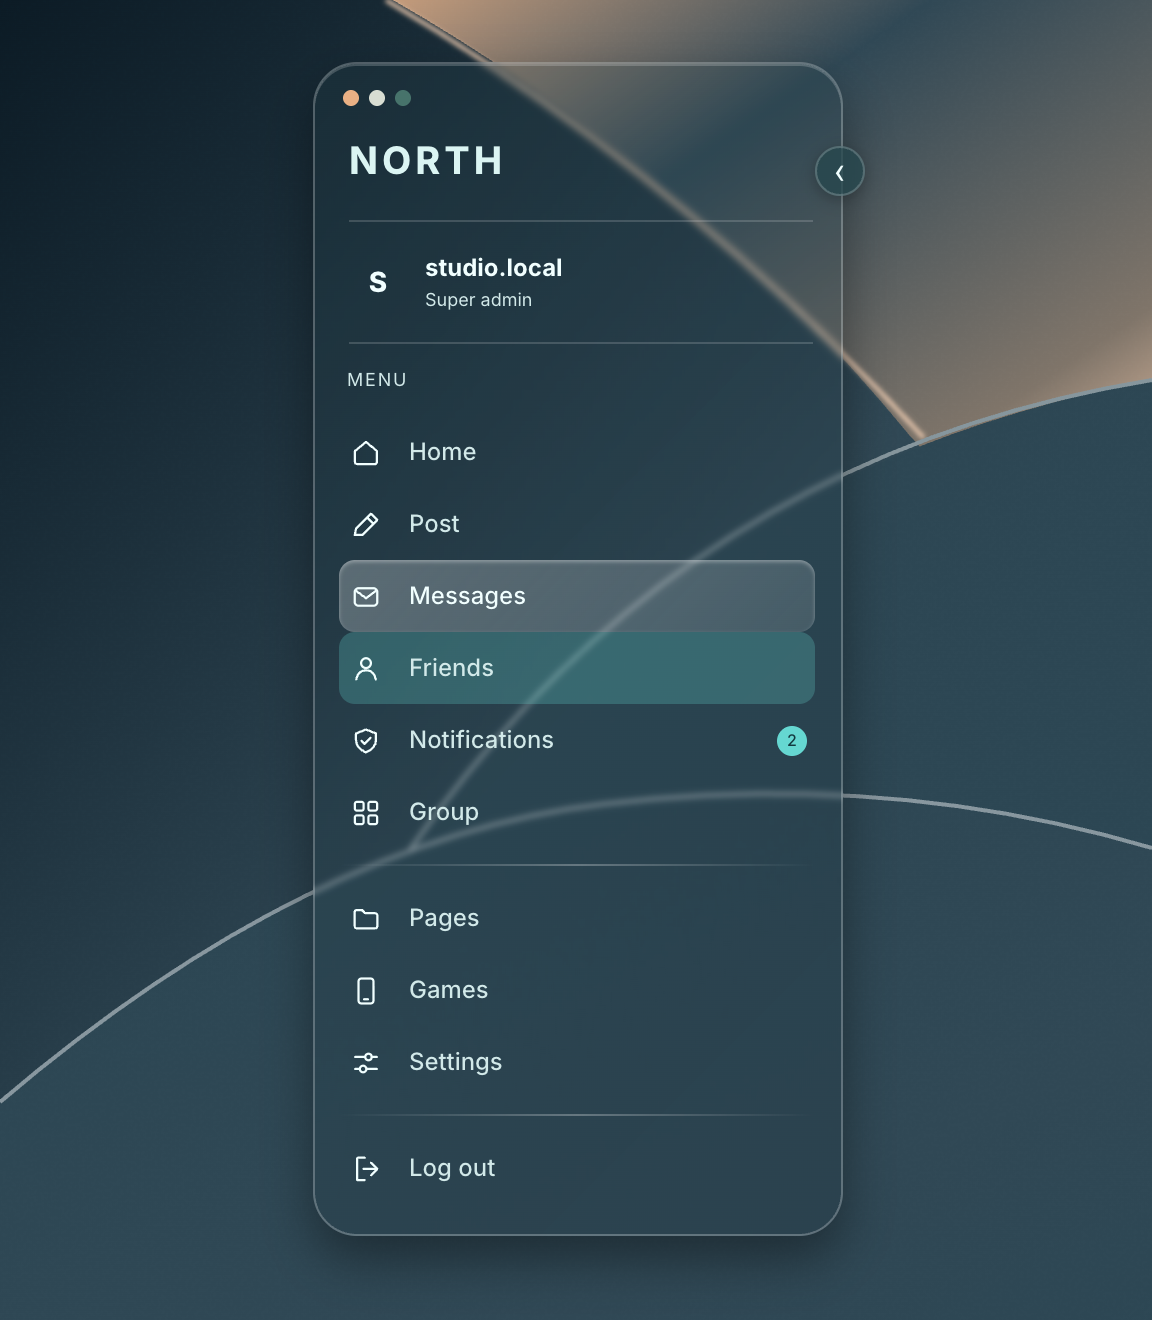 NORTH
‹
S
studio.local
Super admin
MENU
Home
Post
Messages
Friends
Notifications
2
Group
Pages
Games
Settings
Log out